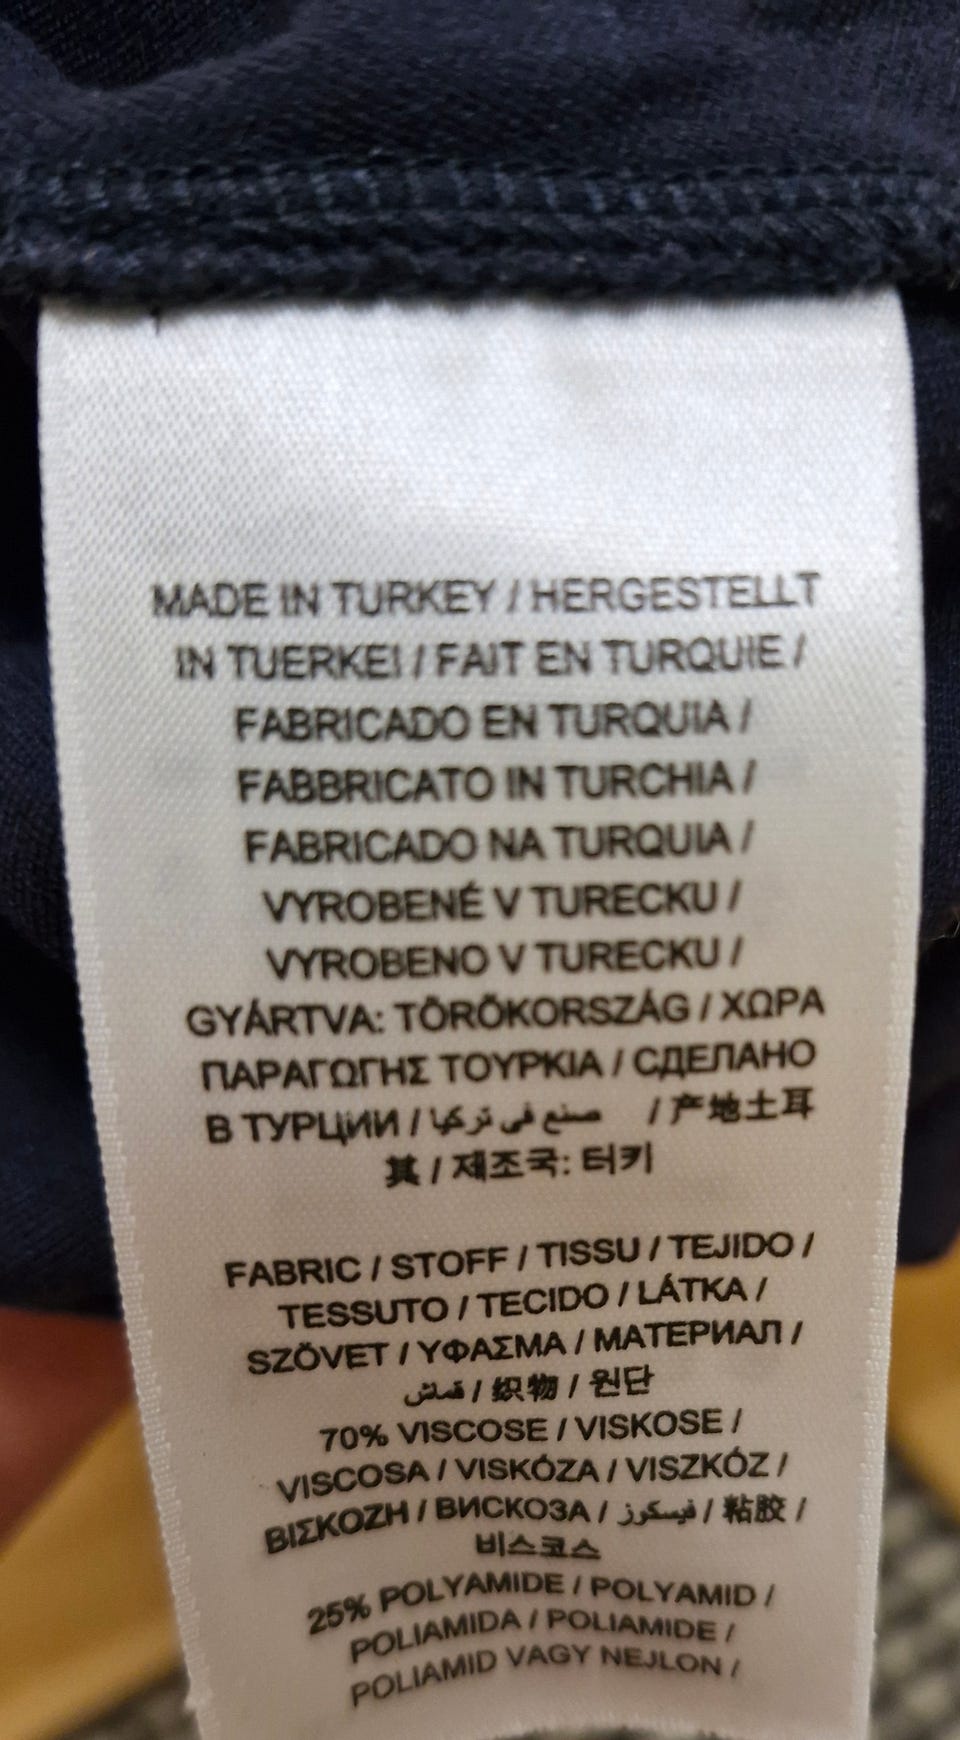 MADE IN TURKEY / HERGESTELLT
IN TUERKEI / FAIT EN TURQUIE /
FABRICADO EN TURQUIA /
FABBRICATO IN TURCHIA /
FABRICADO NA TURQUIA /
VYROBENÉ V TURECKU /
VYROBENO V TURECKU /
GYÁRTVA: TÖRÖKORSZÁG / ΧΩΡΑ
ΠΑΡΑΓΩΓΗΣ ΤΟΥΡΚΙΑ / СДЕЛАНО
В ТУРЦИИ / صنع في تركيا / 产地土耳
其 / 제조국: 터키
FABRIC / STOFF / TISSU / TEJIDO /
TESSUTO / TECIDO / LÁTKA /
SZÖVET / ΥΦΑΣΜΑ / МАТЕРИАЛ /
قماش / 织物 / 원단
70% VISCOSE / VISKOSE /
VISCOSA / VISKÓZA / VISZKÓZ /
ΒΙΣΚΟΖΗ / ВИСКОЗА / فيسكوز / 粘胶 /
비스코스
25% POLYAMIDE / POLYAMID /
POLIAMIDA / POLIAMIDE /
POLIAMID VAGY NEJLON /